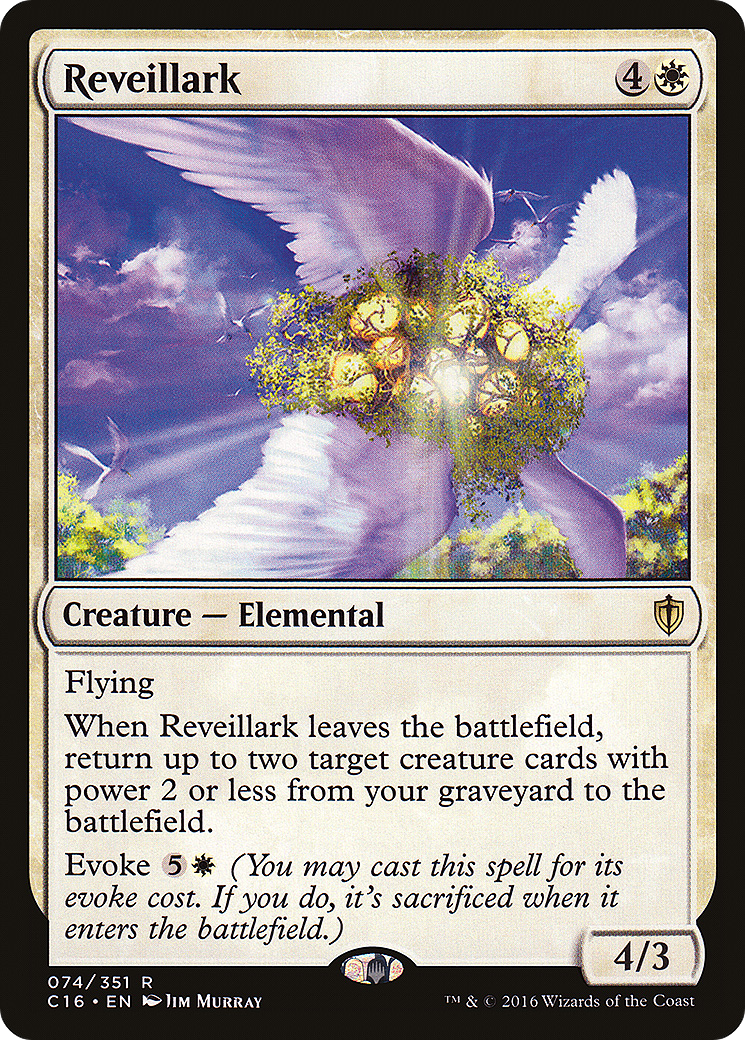 Reveillark 4
Creature — Elemental
Flying
When Reveillark leaves the battlefield,
return up to two target creature cards with
power 2 or less from your graveyard to the
battlefield.
Evoke 5 (You may cast this spell for its
evoke cost. If you do, it's sacrificed when it
enters the battlefield.)
4/3
074/351 R
C16 • EN Jim Murray
™ & © 2016 Wizards of the Coast